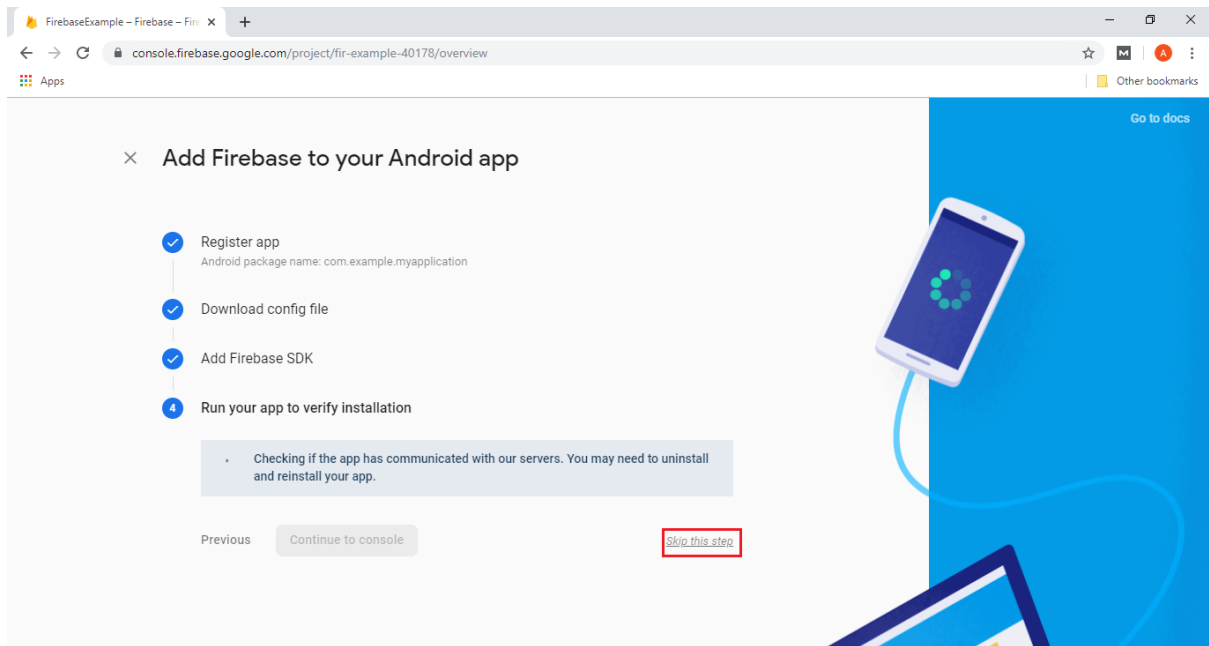 FirebaseExample – Firebase – Fire
console.firebase.google.com/project/fir-example-40178/overview
M
A
Apps
Other bookmarks
Go to docs
Add Firebase to your Android app
Register app
Android package name: com.example.myapplication
Download config file
Add Firebase SDK
4
Run your app to verify installation
Checking if the app has communicated with our servers. You may need to uninstall
and reinstall your app.
Previous
Continue to console
Skip this step